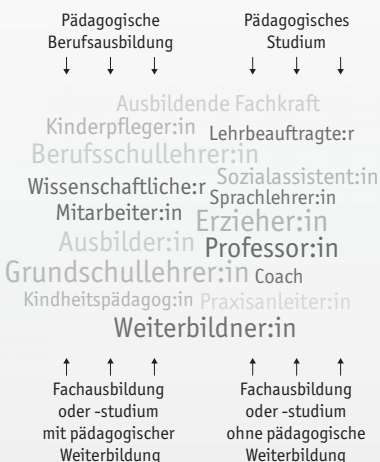 Pädagogische
Berufsausbildung
Pädagogisches
Studium
Ausbildende Fachkraft
Kinderpfleger:in
Lehrbeauftragte:r
Berufsschullehrer:in
Sozialassistent:in
Wissenschaftliche:r
Mitarbeiter:in
Sprachlehrer:in
Erzieher:in
Ausbilder:in
Professor:in
Grundschullehrer:in
Coach
Kindheitspädagog:in
Praxisanleiter:in
Weiterbildner:in
Fachausbildung
oder -studium
mit pädagogischer
Weiterbildung
Fachausbildung
oder -studium
ohne pädagogische
Weiterbildung